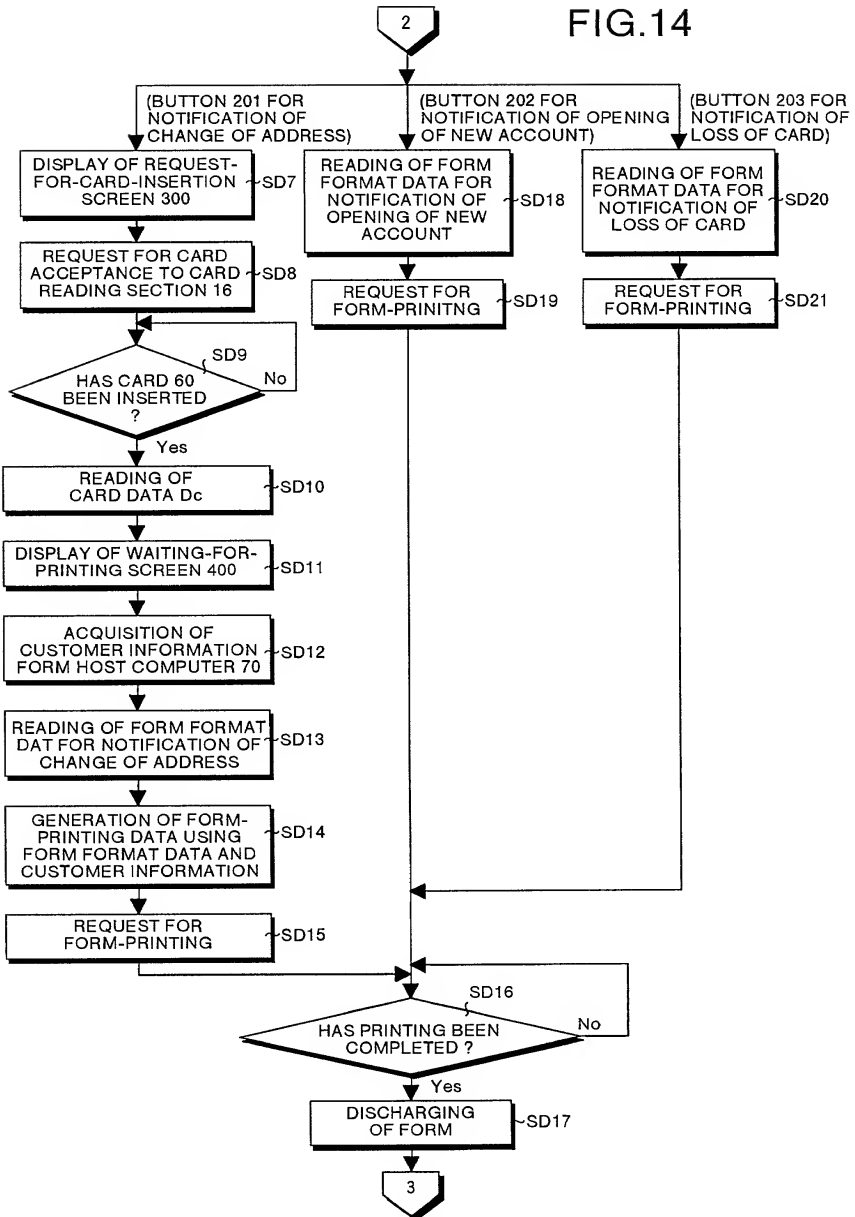 FIG.14
2
(BUTTON 201 FOR
NOTIFICATION OF
CHANGE OF ADDRESS)
(BUTTON 202 FOR
NOTIFICATION OF OPENING
OF NEW ACCOUNT)
(BUTTON 203 FOR
NOTIFICATION OF
LOSS OF CARD)
DISPLAY OF REQUEST-
FOR-CARD-INSERTION
SCREEN 300
SD7
REQUEST FOR CARD
ACCEPTANCE TO CARD
READING SECTION 16
SD8
SD9
HAS CARD 60
BEEN INSERTED
?
No
Yes
READING OF
CARD DATA Dc
SD10
DISPLAY OF WAITING-FOR-
PRINTING SCREEN 400
SD11
ACQUISITION OF
CUSTOMER INFORMATION
FORM HOST COMPUTER 70
SD12
READING OF FORM FORMAT
DAT FOR NOTIFICATION OF
CHANGE OF ADDRESS
SD13
GENERATION OF FORM-
PRINTING DATA USING
FORM FORMAT DATA AND
CUSTOMER INFORMATION
SD14
REQUEST FOR
FORM-PRINTING
SD15
READING OF FORM
FORMAT DATA FOR
NOTIFICATION OF
OPENING OF NEW
ACCOUNT
SD18
REQUEST FOR
FORM-PRINITNG
SD19
READING OF FORM
FORMAT DATA FOR
NOTIFICATION OF
LOSS OF CARD
SD20
REQUEST FOR
FORM-PRINTING
SD21
SD16
HAS PRINTING BEEN
COMPLETED ?
No
Yes
DISCHARGING
OF FORM
SD17
3